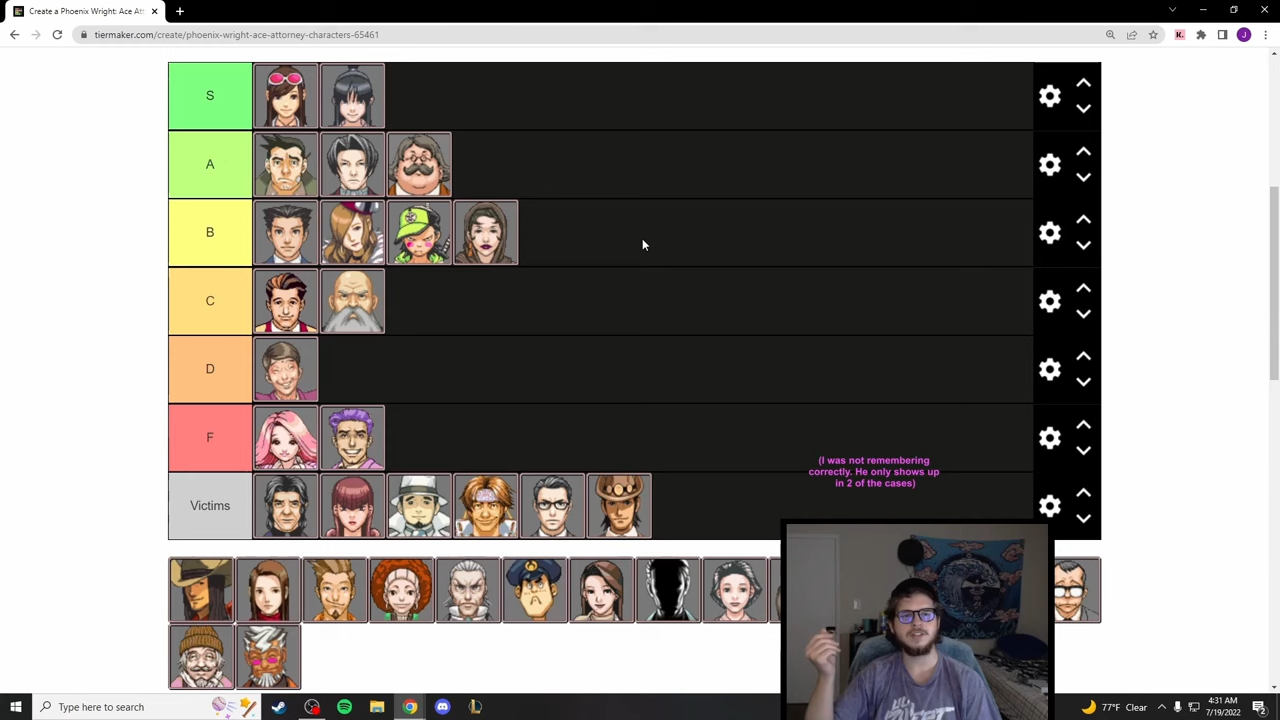 Create a Phoenix Wright: Ace Att
tiermaker.com/create/phoenix-wright-ace-attorney-characters-65461
K.
J
S
A
B
C
D
F
(I was not remembering
correctly. He only shows up
in 2 of the cases)
Victims
Type here to search
77°F Clear
4:31 AM
7/19/2022
2